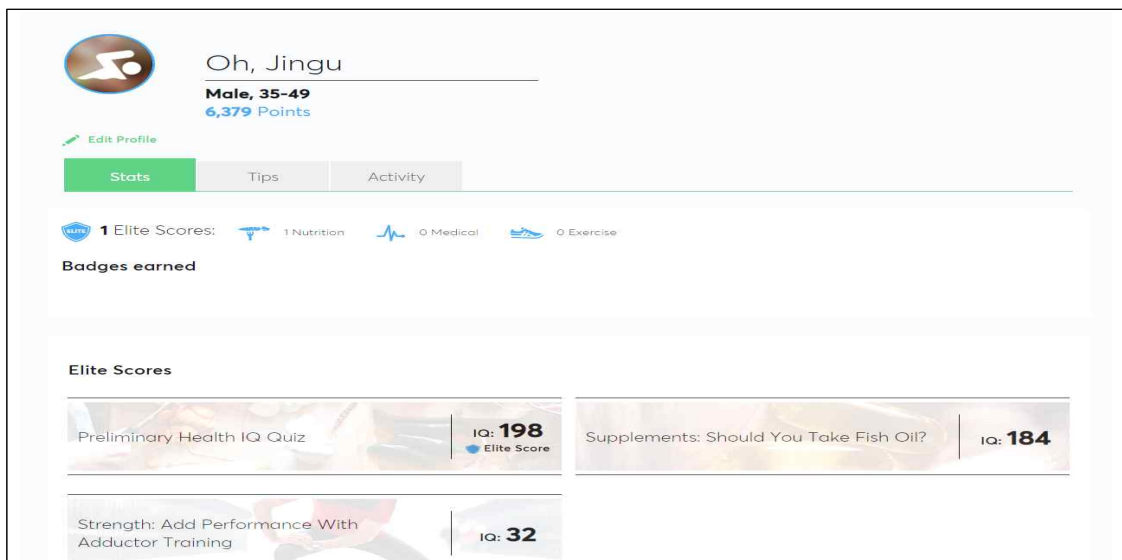 Oh, Jingu
Male, 35-49
6,379 Points
Edit Profile
Stats Tips Activity
ELITE 1 Elite Scores: 1 Nutrition 0 Medical 0 Exercise
Badges earned
Elite Scores
Preliminary Health IQ Quiz
IQ: 198
Elite Score
Supplements: Should You Take Fish Oil?
IQ: 184
Strength: Add Performance With
Adductor Training
IQ: 32